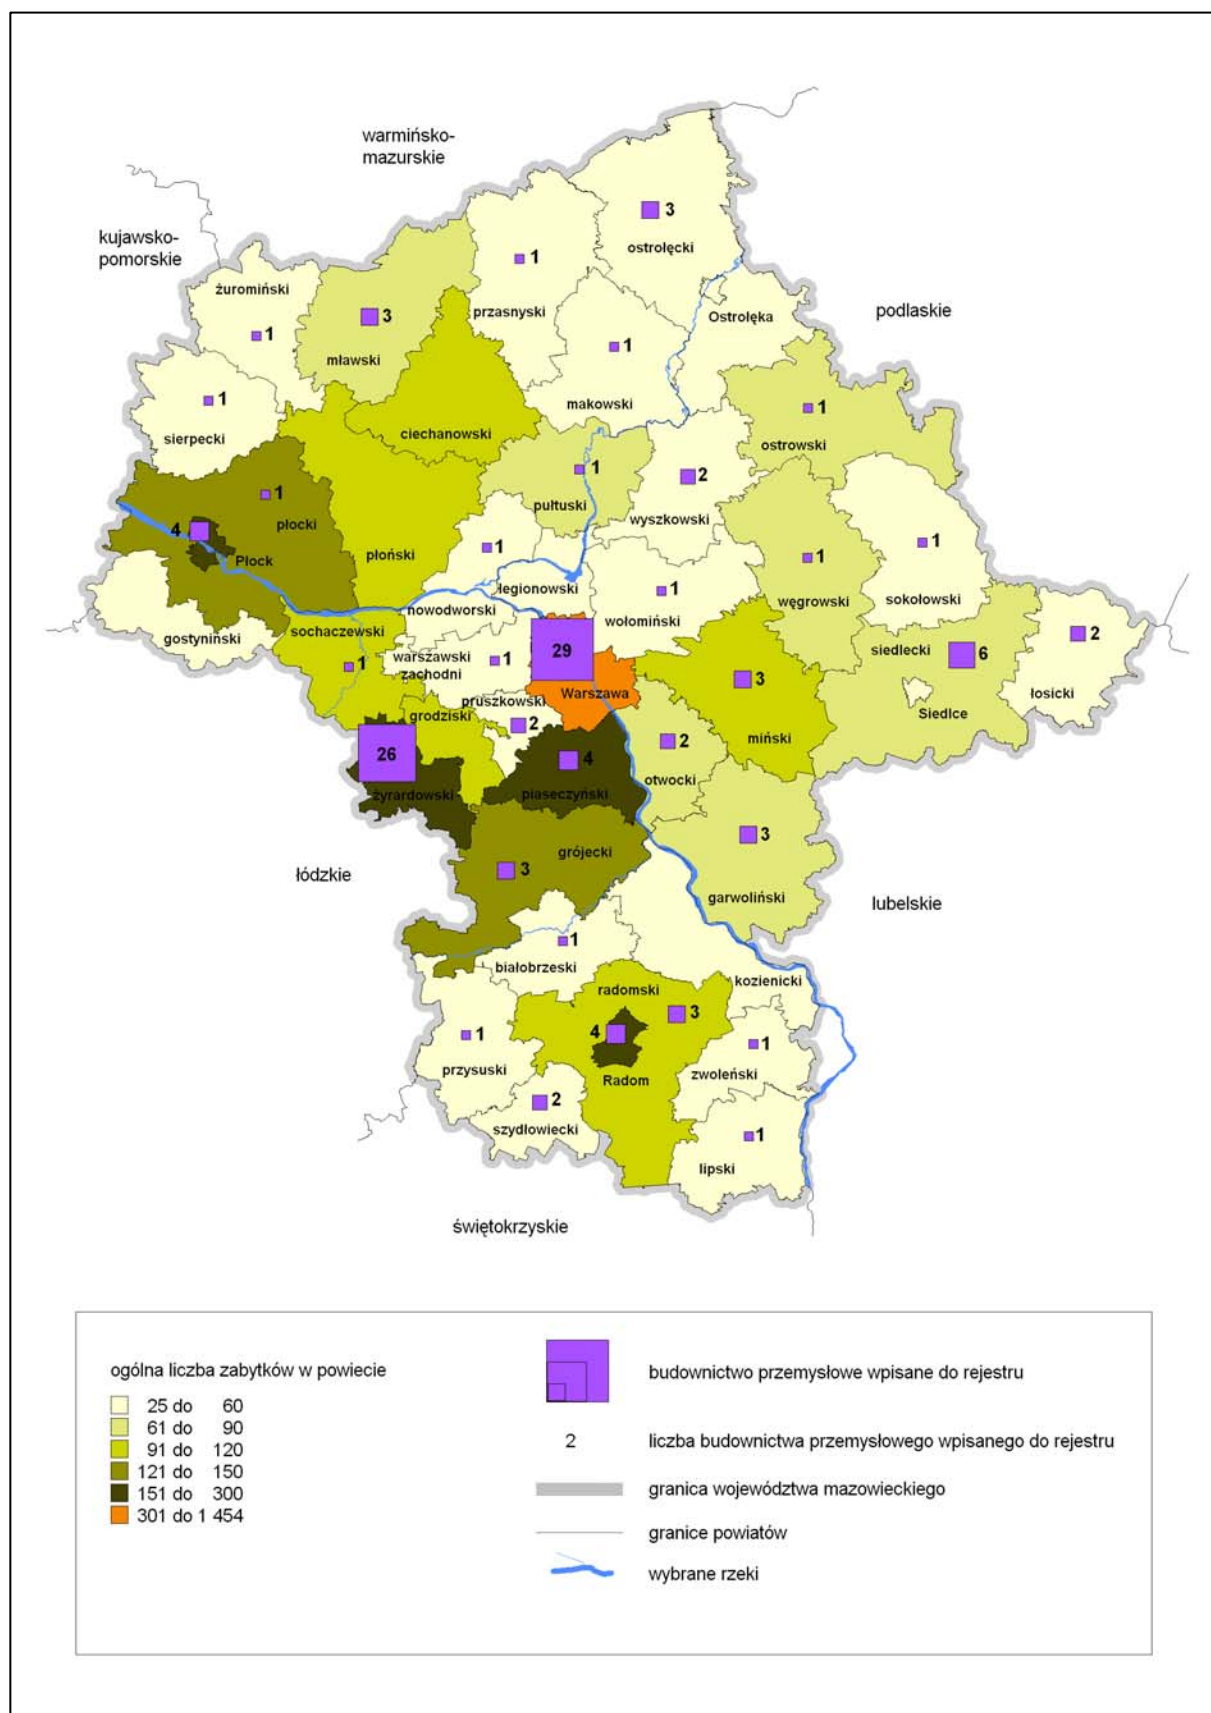 warmińsko-
mazurskie
kujawsko-
pomorskie
podlaskie
łódzkie
lubelskie
świętokrzyskie
3
ostrołęcki
1
przasnyski
żuromiński
1
3
mławski
Ostrołęka
1
makowski
1
sierpecki
ciechanowski
1
ostrowski
1
pułtuski
2
wyszkowski
1
płocki
4
Płock
płoński
1
nowodworski
legionowski
1
wołomiński
1
węgrowski
1
sokołowski
gostyniński
sochaczewski
1
warszawski
zachodni
1
29
Warszawa
siedlecki
6
Siedlce
2
łosicki
pruszkowski
2
grodziski
26
żyrardowski
4
piaseczyński
2
otwocki
3
miński
3
grójecki
3
garwoliński
1
białobrzeski
kozienicki
radomski
3
4
Radom
1
przysuski
1
zwoleński
2
szydłowiecki
1
lipski
ogólna liczba zabytków w powiecie
25 do 60
61 do 90
91 do 120
121 do 150
151 do 300
301 do 1 454
budownictwo przemysłowe wpisane do rejestru
2 liczba budownictwa przemysłowego wpisanego do rejestru
granica województwa mazowieckiego
granice powiatów
wybrane rzeki